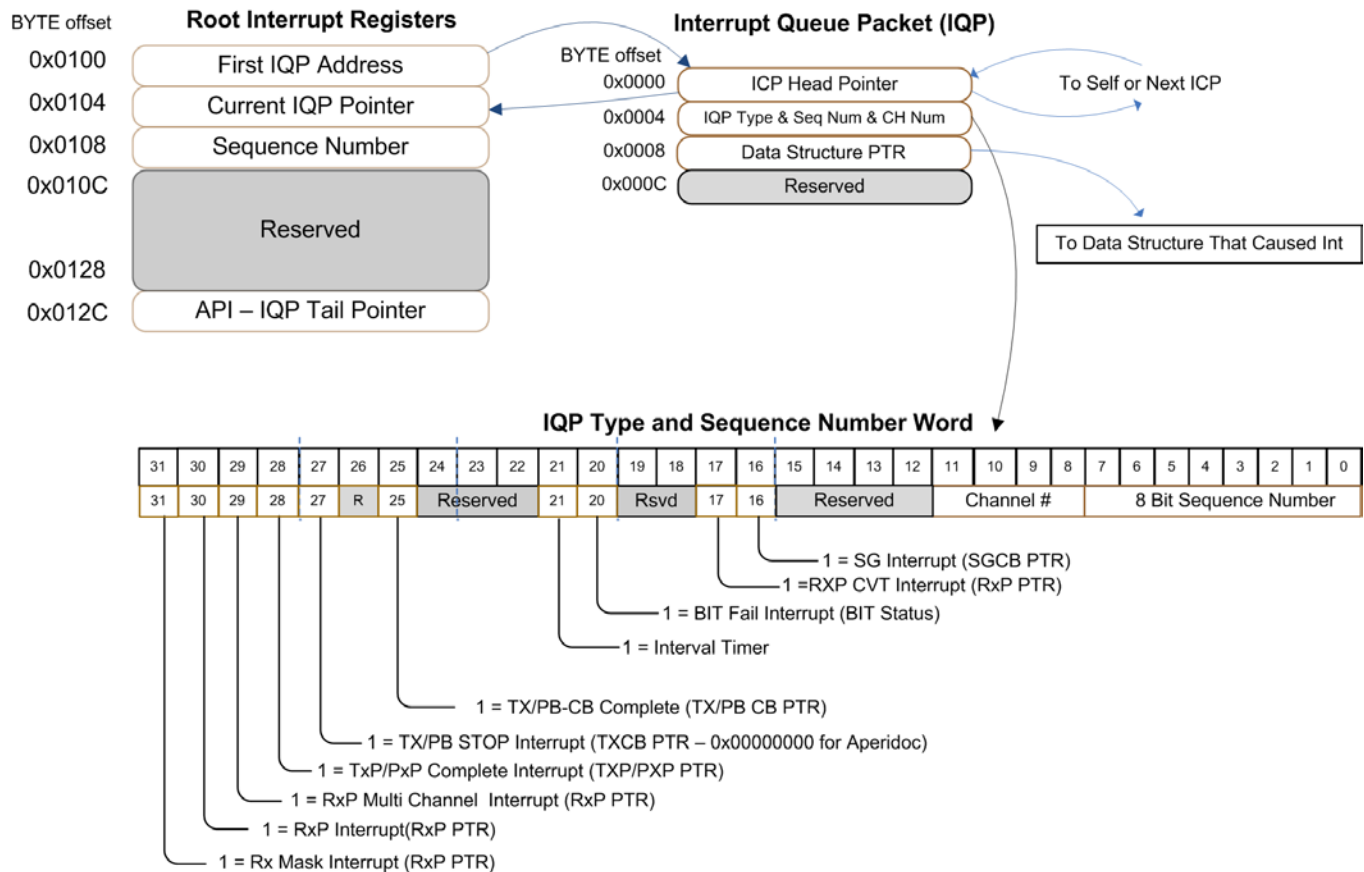 Root Interrupt Registers
BYTE offset
0x0100
First IQP Address
0x0104
Current IQP Pointer
0x0108
Sequence Number
0x010C
Reserved
0x0128
0x012C
API – IQP Tail Pointer
Interrupt Queue Packet (IQP)
BYTE offset
0x0000
ICP Head Pointer
0x0004
IQP Type & Seq Num & CH Num
0x0008
Data Structure PTR
0x000C
Reserved
To Self or Next ICP
To Data Structure That Caused Int
IQP Type and Sequence Number Word
31 30 29 28 27 26 25 24 23 22 21 20 19 18 17 16 15 14 13 12 11 10 9 8 7 6 5 4 3 2 1 0
31 30 29 28 27 R 25 Reserved 21 20 Rsvd 17 16 Reserved Channel # 8 Bit Sequence Number
1 = SG Interrupt (SGCB PTR)
1 =RXP CVT Interrupt (RxP PTR)
1 = BIT Fail Interrupt (BIT Status)
1 = Interval Timer
1 = TX/PB-CB Complete (TX/PB CB PTR)
1 = TX/PB STOP Interrupt (TXCB PTR – 0x00000000 for Aperidoc)
1 = TxP/PxP Complete Interrupt (TXP/PXP PTR)
1 = RxP Multi Channel  Interrupt (RxP PTR)
1 = RxP Interrupt(RxP PTR)
1 = Rx Mask Interrupt (RxP PTR)